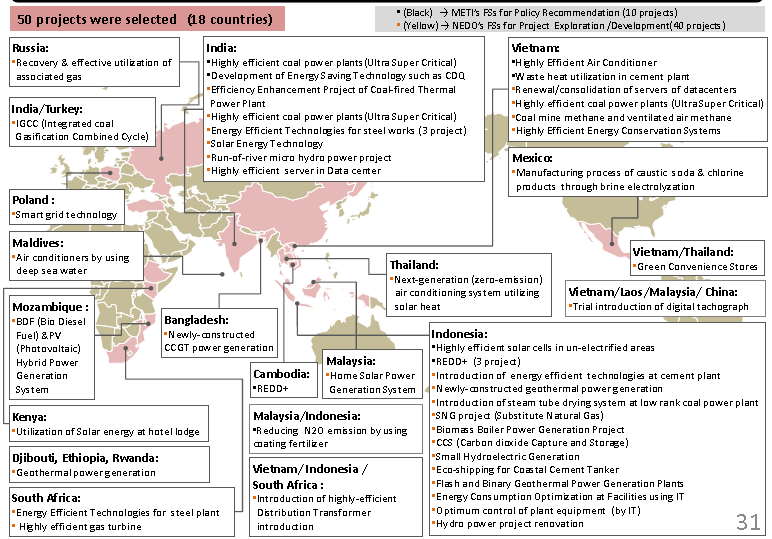 50 projects were selected (18 countries)
• (Black) → METI's FSs for Policy Recommendation (10 projects)
• (Yellow) → NEDO's FSs for Project Exploration /Development(40 projects)
Russia:
•Recovery & effective utilization of
associated gas
India/Turkey:
•IGCC (Integrated coal
Gasification Combined Cycle)
Poland :
•Smart grid technology
Maldives:
•Air conditioners by using
deep sea water
Mozambique :
•BDF (Bio Diesel
Fuel) &PV
(Photovoltaic)
Hybrid Power
Generation
System
Kenya:
•Utilization of Solar energy at hotel lodge
Djibouti, Ethiopia, Rwanda:
•Geothermal power generation
South Africa:
•Energy Efficient Technologies for steel plant
• Highly efficient gas turbine
India:
•Highly efficient coal power plants(Ultra Super Critical)
•Development of Energy Saving Technology such as CDQ
•Efficiency Enhancement Project of Coal-fired Thermal
Power Plant
•Highly efficient coal power plants(Ultra Super Critical)
•Energy Efficient Technologies for steel works (3 project)
•Solar Energy Technology
•Run-of-river micro hydro power project
•Highly efficient server in Data center
Bangladesh:
•Newly-constructed
CCGT power generation
Cambodia:
•REDD+
Malaysia:
•Home Solar Power
Generation System
Malaysia/Indonesia:
•Reducing N2O emission by using
coating fertilizer
Vietnam/Indonesia /
South Africa :
•Introduction of highly-efficient
Distribution Transformer
introduction
Thailand:
•Next-generation (zero-emission)
air conditioning system utilizing
solar heat
Vietnam:
•Highly Efficient Air Conditioner
•Waste heat utilization in cement plant
•Renewal/consolidation of servers of datacenters
•Highly efficient coal power plants (Ultra Super Critical)
•Coal mine methane and ventilated air methane
•Highly Efficient Energy Conservation Systems
Mexico:
•Manufacturing process of caustic soda & chlorine
products through brine electrolyzation
Vietnam/Thailand:
•Green Convenience Stores
Vietnam/Laos/Malaysia/ China:
•Trial introduction of digital tachograph
Indonesia:
•Highly efficient solar cells in un-electrified areas
•REDD+ (3 project)
•Introduction of energy efficient technologies at cement plant
•Newly-constructed geothermal power generation
•Introduction of steam tube drying system at low rank coal power plant
•SNG project (Substitute Natural Gas)
•Biomass Boiler Power Generation Project
•CCS (Carbon dioxide Capture and Storage)
•Small Hydroelectric Generation
•Eco-shipping for Coastal Cement Tanker
•Flash and Binary Geothermal Power Generation Plants
•Energy Consumption Optimization at Facilities using IT
•Optimum control of plant equipment (by IT)
•Hydro power project renovation
31